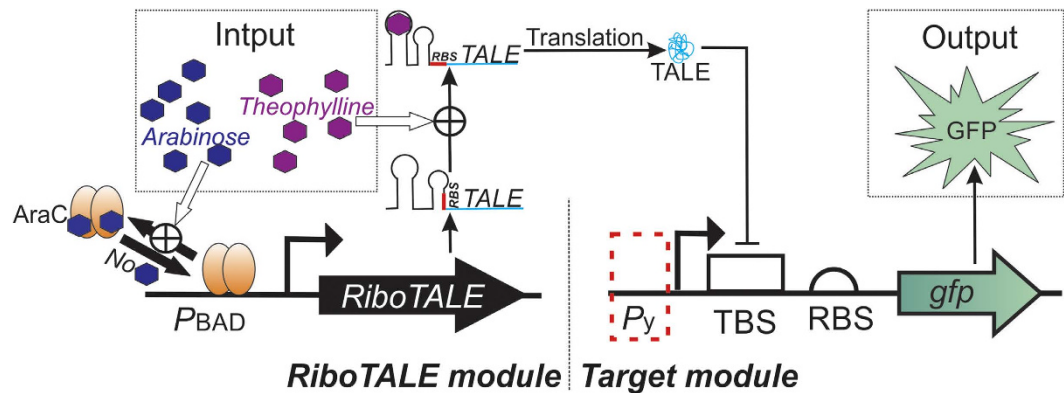 Intput
Arabinose
Theophylline
RBS TALE
Translation
TALE
Output
GFP
RBS TALE
AraC
No
PBAD
RiboTALE
Py
TBS
RBS
gfp
RiboTALE module
Target module